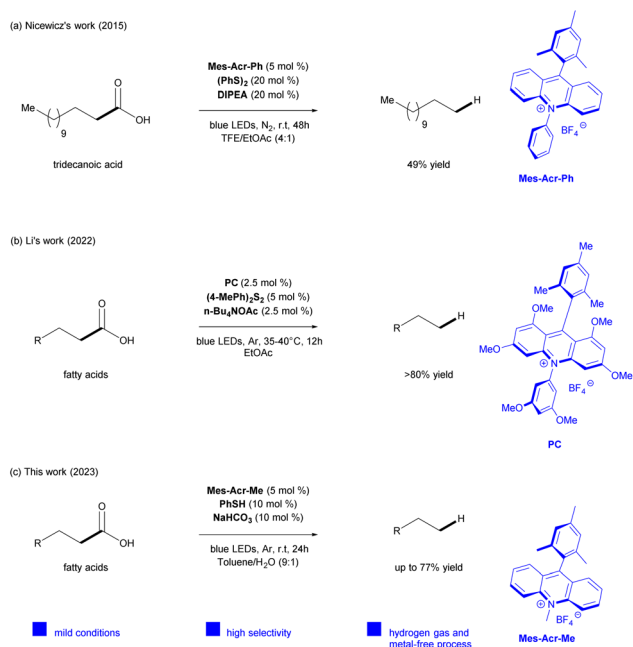 (a) Nicewicz's work (2015)
Me
9
O
OH
tridecanoic acid
Mes-Acr-Ph (5 mol %)
(PhS)2 (20 mol %)
DIPEA (20 mol %)
blue LEDs, N2, r.t, 48h
TFE/EtOAc (4:1)
Me
9
H
49% yield
N
+
BF4 ⊖
Mes-Acr-Ph
(b) Li's work (2022)
R
O
OH
fatty acids
PC (2.5 mol %)
(4-MePh)2S2 (5 mol %)
n-Bu4NOAc (2.5 mol %)
blue LEDs, Ar, 35-40°C, 12h
EtOAc
R
H
>80% yield
Me
Me
Me
OMe
OMe
MeO
N
+
OMe
BF4 ⊖
MeO
OMe
PC
(c) This work (2023)
R
O
OH
fatty acids
Mes-Acr-Me (5 mol %)
PhSH (10 mol %)
NaHCO3 (10 mol %)
blue LEDs, Ar, r.t, 24h
Toluene/H2O (9:1)
R
H
up to 77% yield
N
+
BF4 ⊖
Mes-Acr-Me
mild conditions
high selectivity
hydrogen gas and
metal-free process